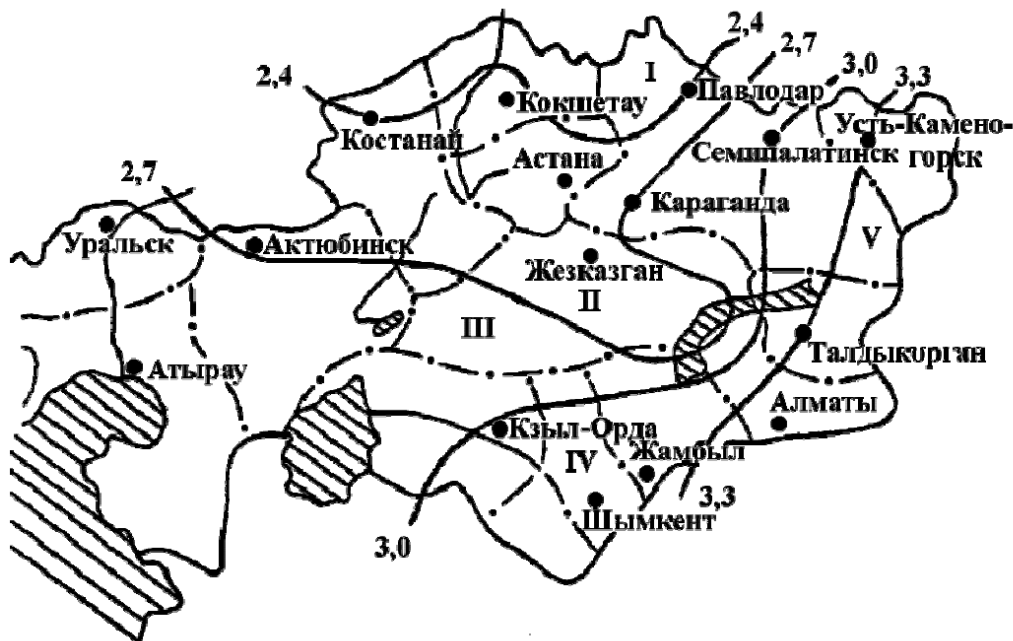 2,4
2,7
3,0
3,3
I
2,4
Павлодар
Кокшетау
Костанай
Усть-Камено-
горск
Семипалатинск
Астана
2,7
Караганда
Уральск
Актюбинск
V
Жезказган
II
III
Талдыкорган
Атырау
Алматы
Кзыл-Орда
Жамбыл
IV
3,3
Шымкент
3,0